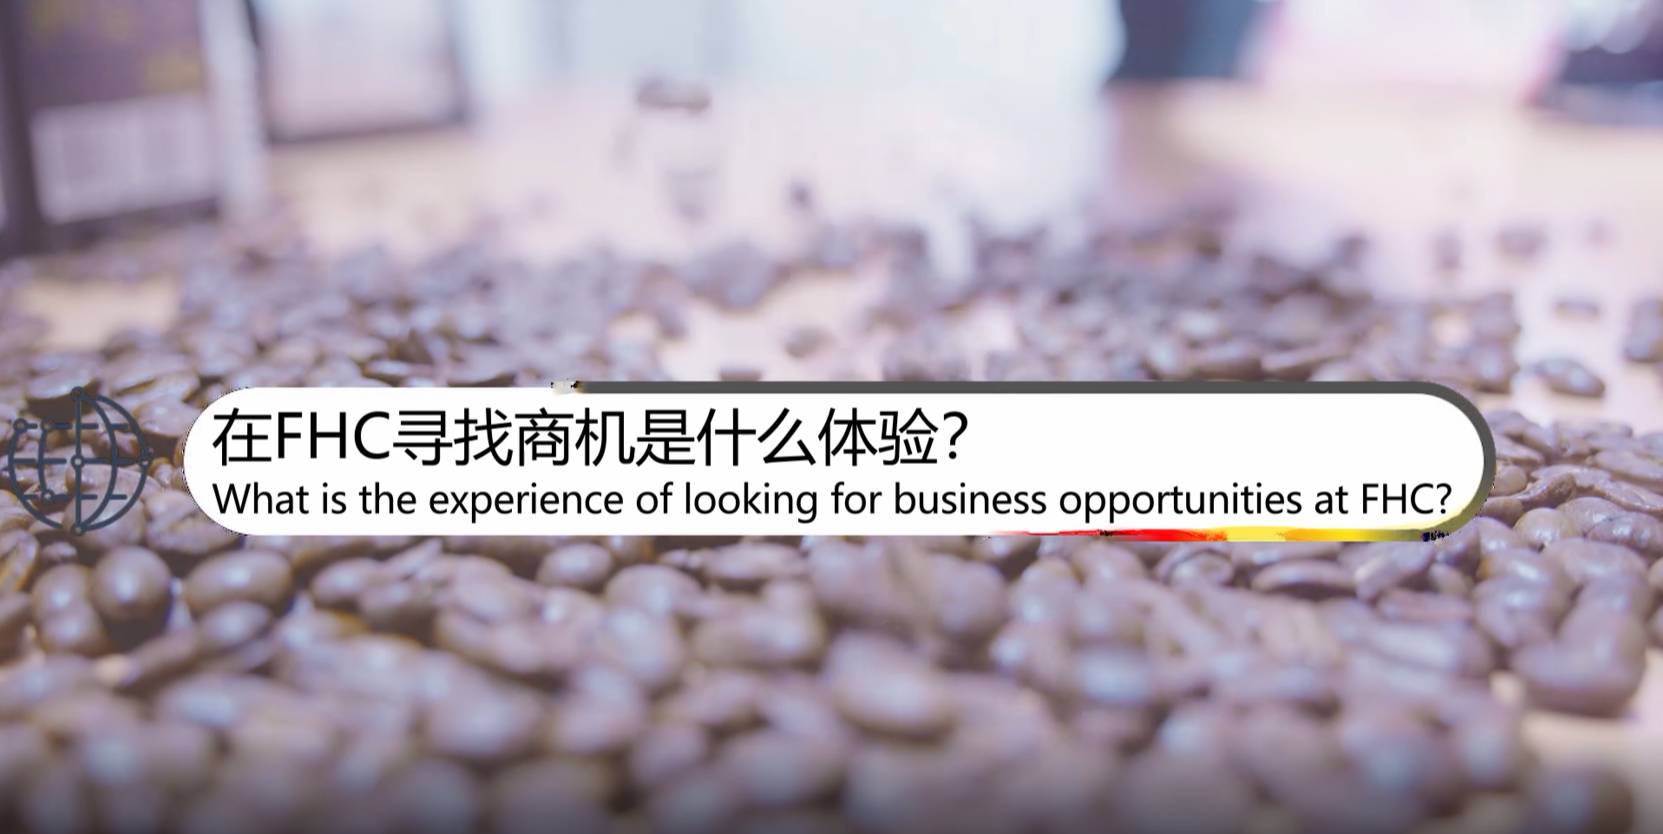 在FHC寻找商机是什么体验？
What is the experience of looking for business opportunities at FHC?